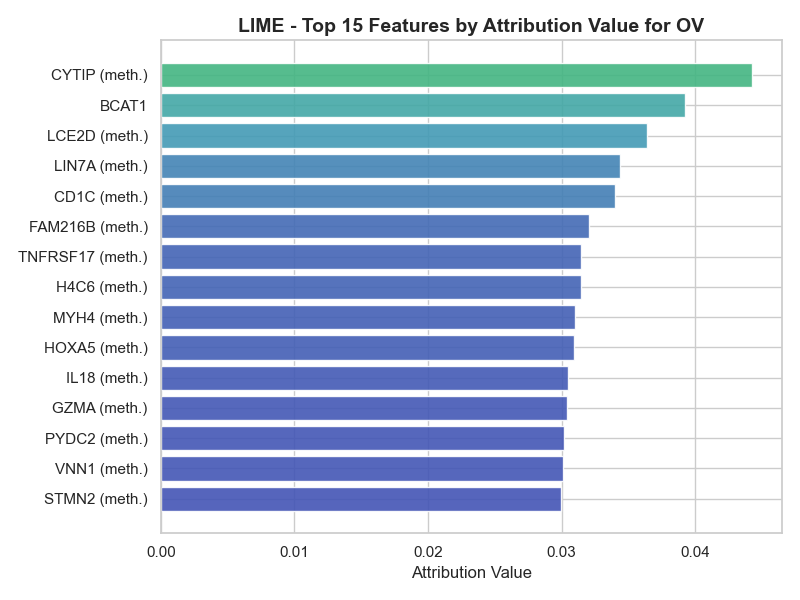 LIME - Top 15 Features by Attribution Value for OV
CYTIP (meth.)
BCAT1
LCE2D (meth.)
LIN7A (meth.)
CD1C (meth.)
FAM216B (meth.)
TNFRSF17 (meth.)
H4C6 (meth.)
MYH4 (meth.)
HOXA5 (meth.)
IL18 (meth.)
GZMA (meth.)
PYDC2 (meth.)
VNN1 (meth.)
STMN2 (meth.)
0.00 0.01 0.02 0.03 0.04
Attribution Value